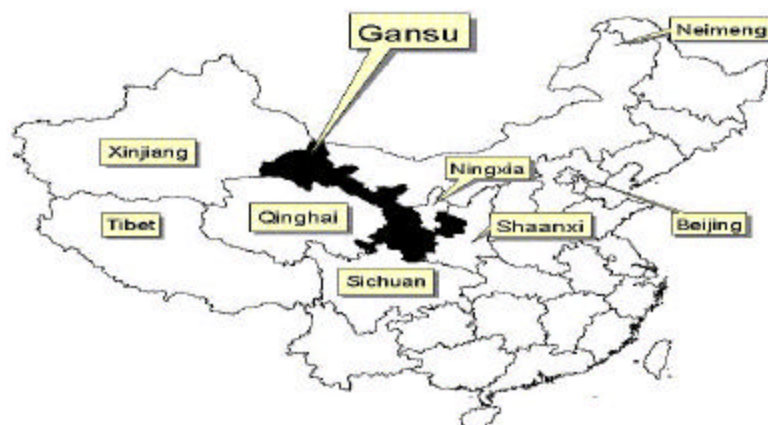 Gansu
Neimeng
Xinjiang
Ningxia
Qinghai
Tibet
Shaanxi
Beijing
Sichuan